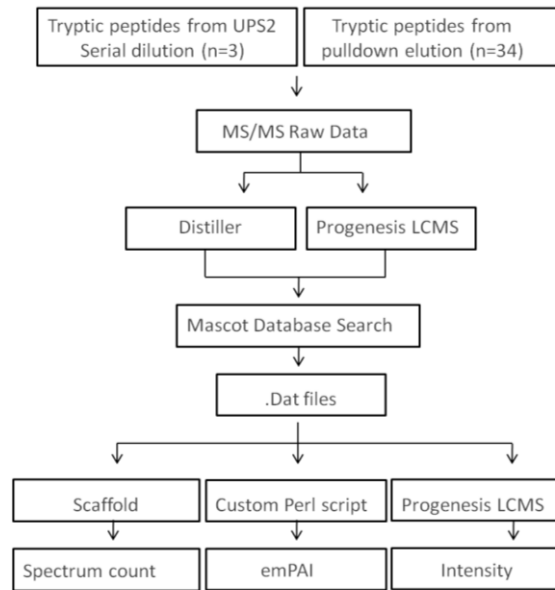 Tryptic peptides from UPS2
Serial dilution (n=3)
Tryptic peptides from
pulldown elution (n=34)
MS/MS Raw Data
Distiller
Progenesis LCMS
Mascot Database Search
.Dat files
Scaffold
Custom Perl script
Progenesis LCMS
Spectrum count
emPAI
Intensity